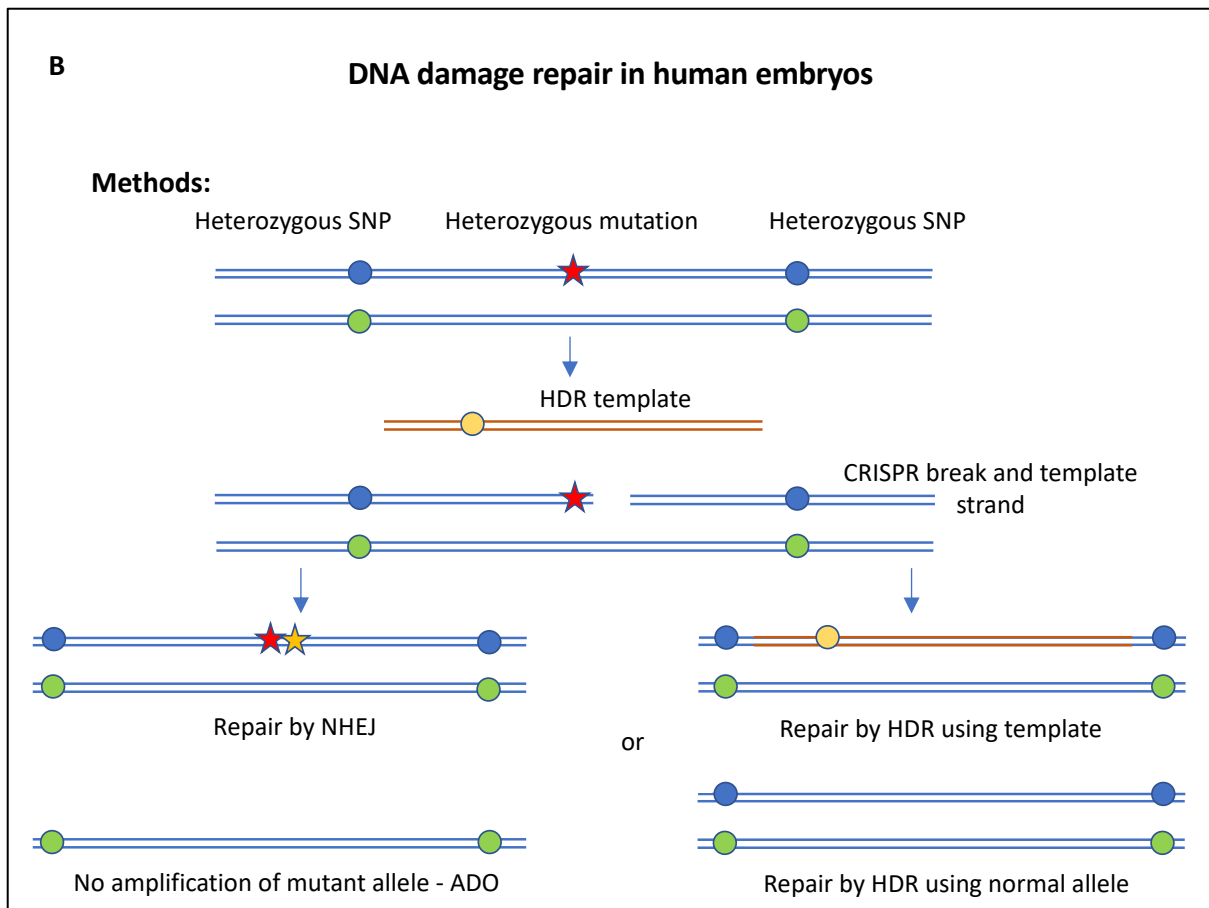 B
DNA damage repair in human embryos
Methods:
Heterozygous SNP
Heterozygous mutation
Heterozygous SNP
HDR template
CRISPR break and template
strand
Repair by NHEJ
or
Repair by HDR using template
No amplification of mutant allele - ADO
Repair by HDR using normal allele